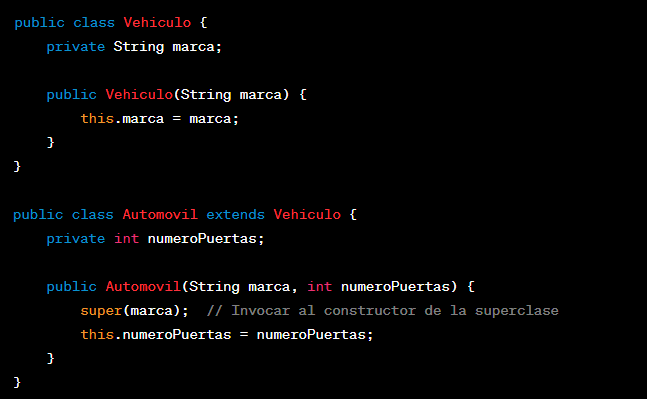 public class Vehiculo {
    private String marca;

    public Vehiculo(String marca) {
        this.marca = marca;
    }
}

public class Automovil extends Vehiculo {
    private int numeroPuertas;

    public Automovil(String marca, int numeroPuertas) {
        super(marca);  // Invocar al constructor de la superclase
        this.numeroPuertas = numeroPuertas;
    }
}